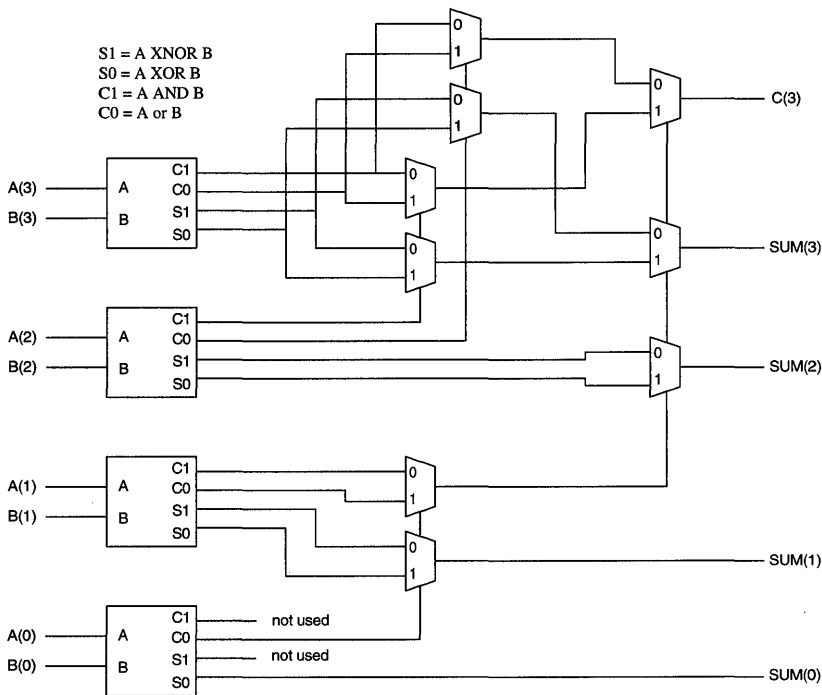 S1 = A XNOR B
S0 = A XOR B
C1 = A AND B
C0 = A or B
0
1
0
1
0
1
C(3)
A(3)
B(3)
A
B
C1
C0
S1
S0
0
1
0
1
0
1
SUM(3)
A(2)
B(2)
A
B
C1
C0
S1
S0
0
1
SUM(2)
A(1)
B(1)
A
B
C1
C0
S1
S0
0
1
0
1
SUM(1)
A(0)
B(0)
A
B
C1
C0
S1
S0
not used
not used
SUM(0)